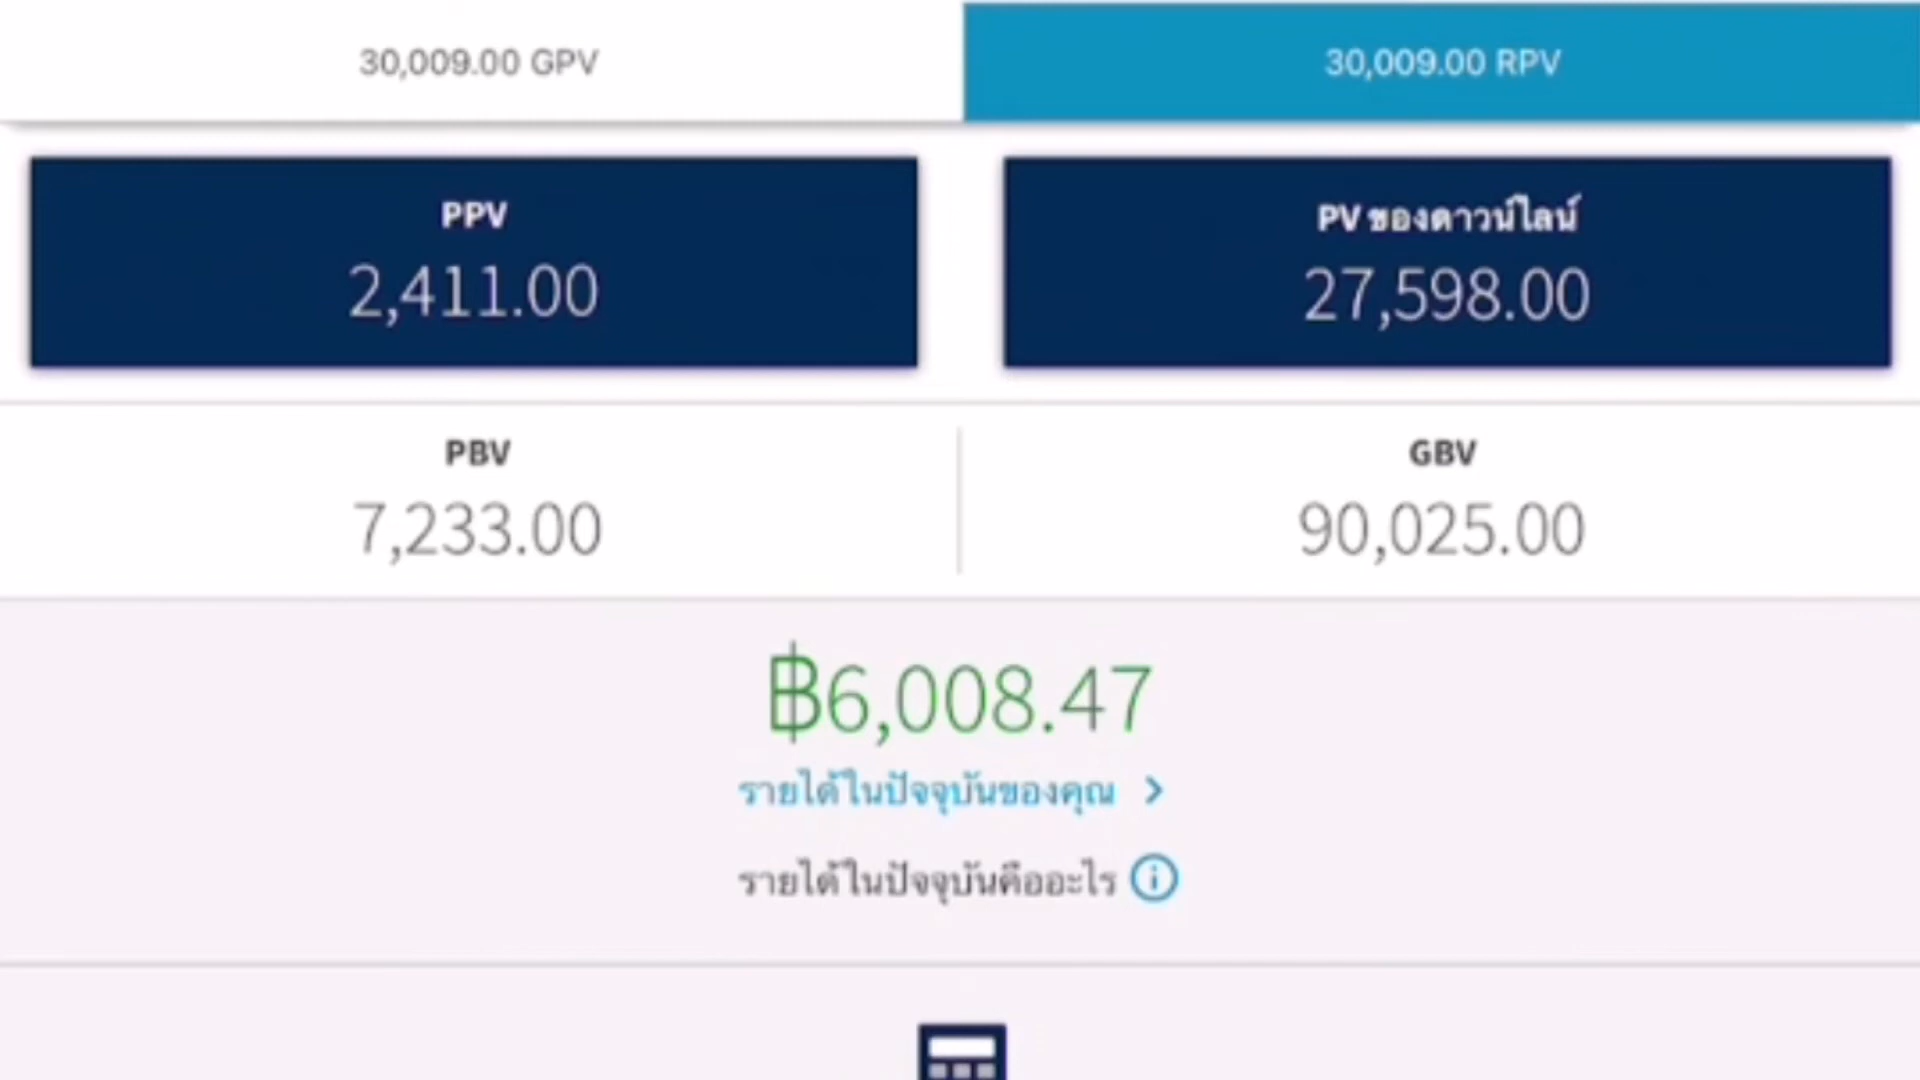 30,009.00 GPV
30,009.00 RPV
PPV
2,411.00
PV ของดาวน์ไลน์
27,598.00
PBV
7,233.00
GBV
90,025.00
฿6,008.47
รายได้ในปัจจุบันของคุณ
รายได้ในปัจจุบันคืออะไร